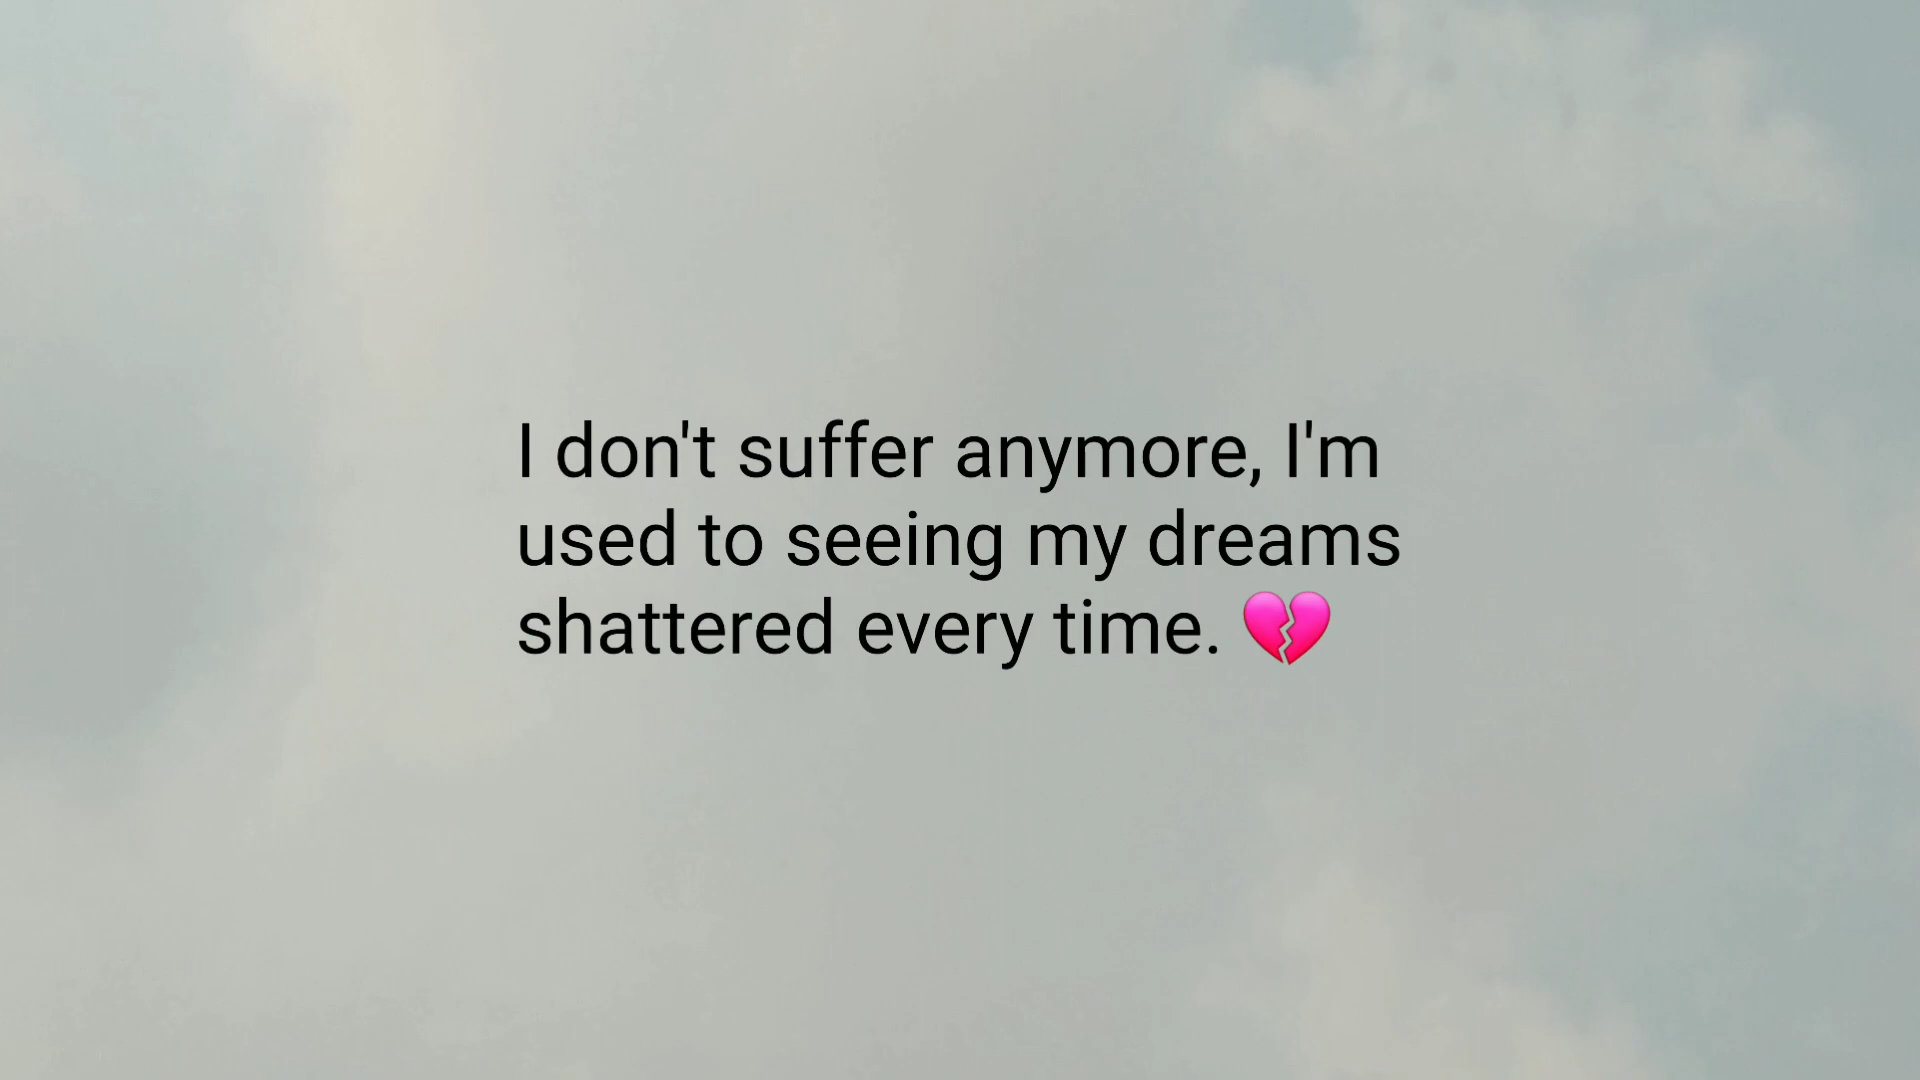 I don't suffer anymore, I'm
used to seeing my dreams
shattered every time. 💔